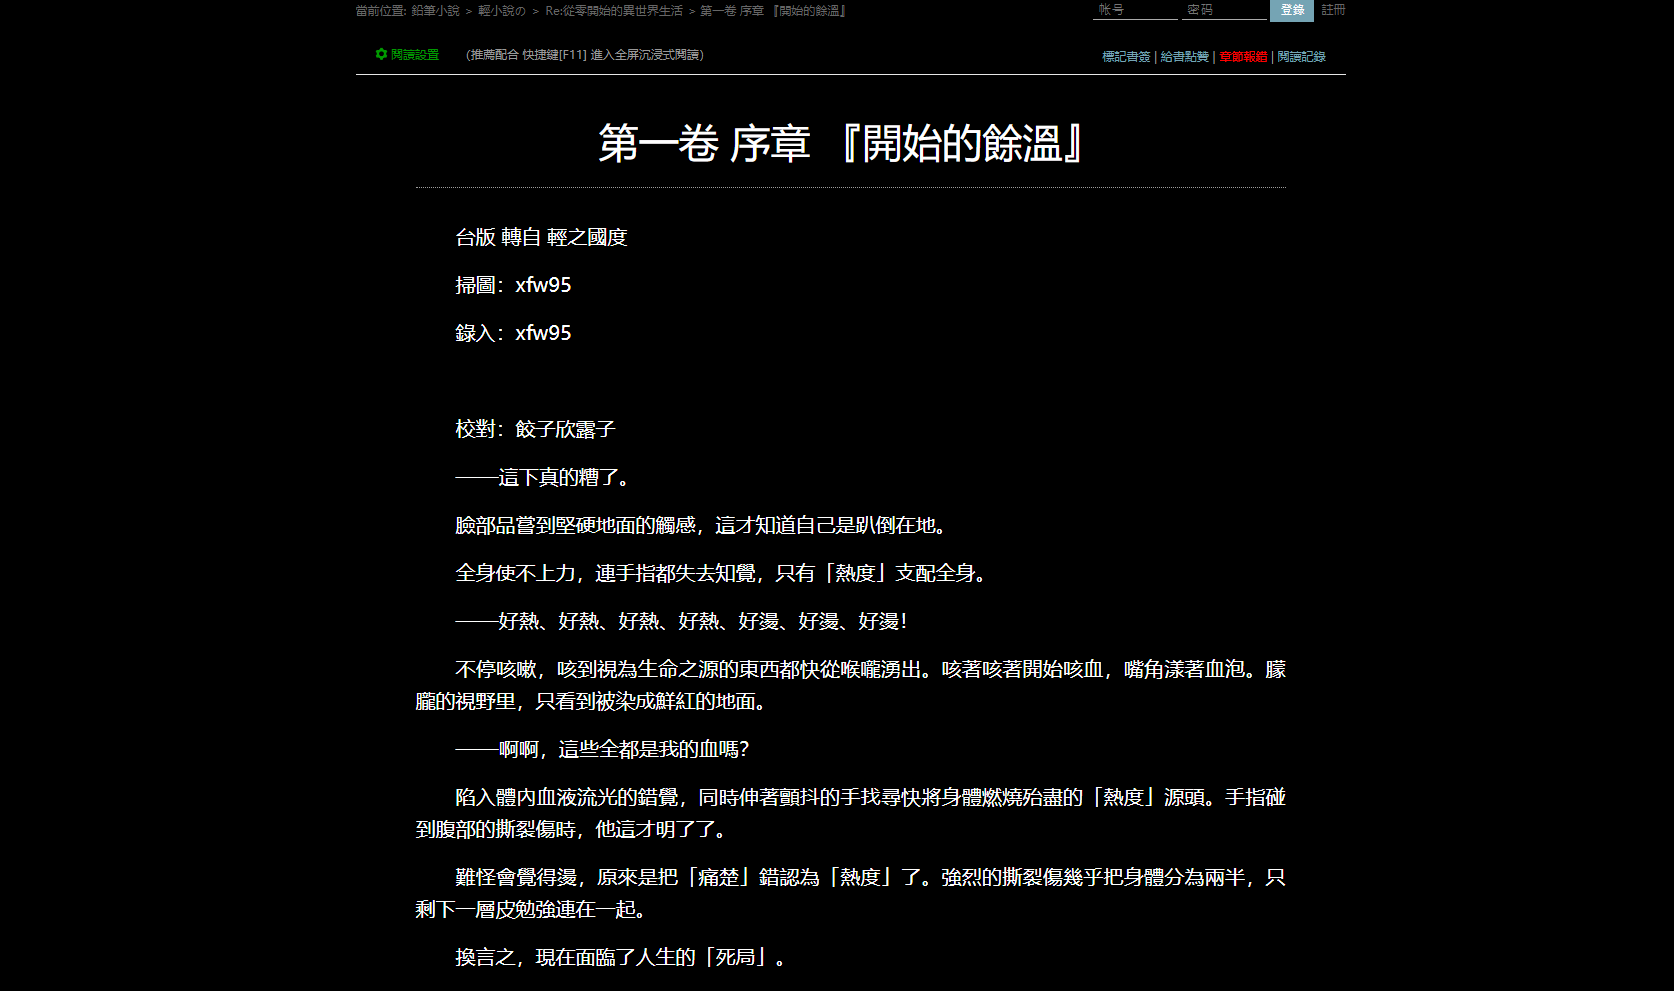 當前位置: 鉛筆小說 > 輕小說の > Re:從零開始的異世界生活 > 第一卷 序章 『開始的餘溫』
帐号 密码 登錄 註冊
閱讀設置 (推薦配合 快捷鍵[F11] 進入全屏沉浸式閱讀)
標記書簽 | 給書點贊 | 章節報錯 | 閱讀記錄
第一卷 序章 『開始的餘溫』
台版 轉自 輕之國度
掃圖：xfw95
錄入：xfw95
校對：餃子欣露子
——這下真的糟了。
臉部品嘗到堅硬地面的觸感，這才知道自己是趴倒在地。
全身使不上力，連手指都失去知覺，只有「熱度」支配全身。
——好熱、好熱、好熱、好熱、好燙、好燙、好燙！
不停咳嗽，咳到視為生命之源的東西都快從喉嚨湧出。咳著咳著開始咳血，嘴角漾著血泡。朦
朧的視野里，只看到被染成鮮紅的地面。
——啊啊，這些全都是我的血嗎？
陷入體內血液流光的錯覺，同時伸著顫抖的手找尋快將身體燃燒殆盡的「熱度」源頭。手指碰
到腹部的撕裂傷時，他這才明了了。
難怪會覺得燙，原來是把「痛楚」錯認為「熱度」了。強烈的撕裂傷幾乎把身體分為兩半，只
剩下一層皮勉強連在一起。
換言之，現在面臨了人生的「死局」。